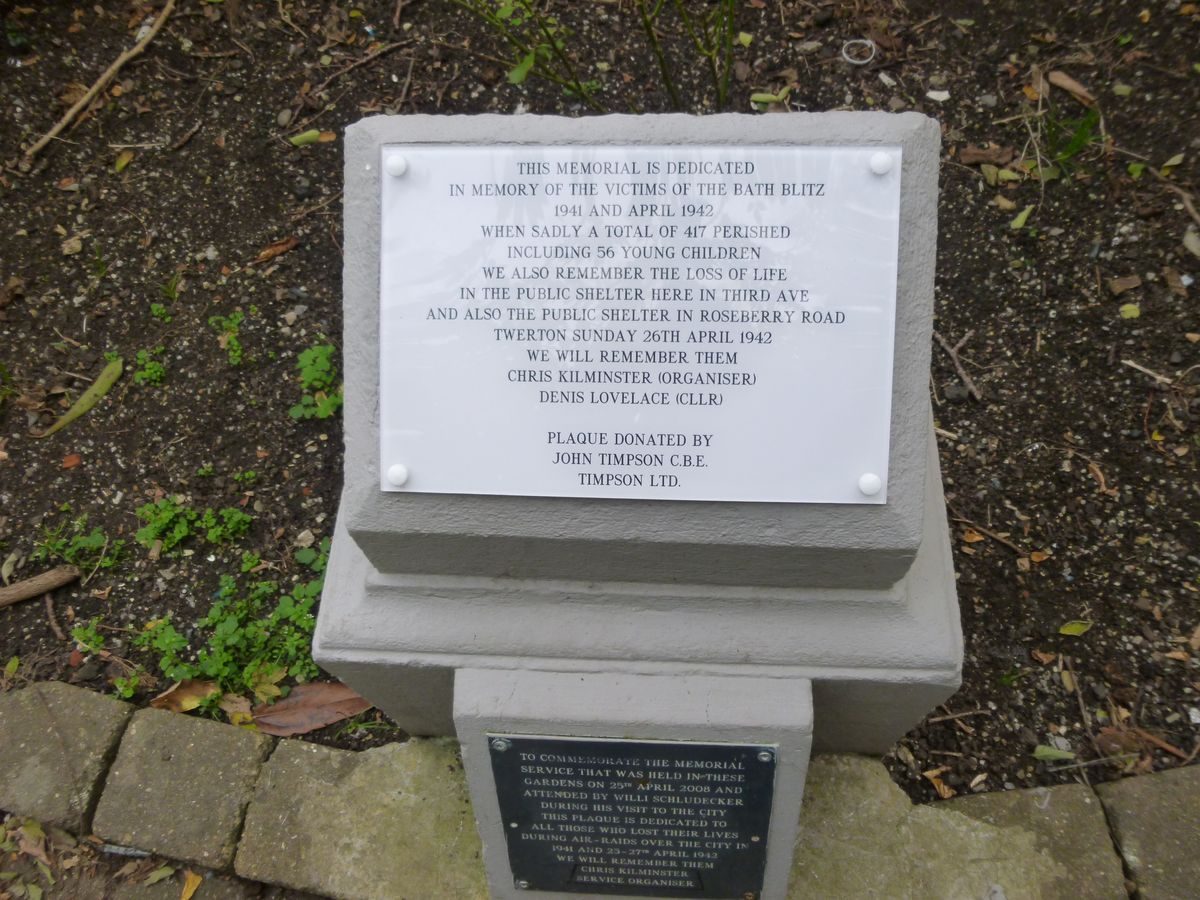 THIS MEMORIAL IS DEDICATED
IN MEMORY OF THE VICTIMS OF THE BATH BLITZ
1941 AND APRIL 1942
WHEN SADLY A TOTAL OF 417 PERISHED
INCLUDING 56 YOUNG CHILDREN
WE ALSO REMEMBER THE LOSS OF LIFE
IN THE PUBLIC SHELTER HERE IN THIRD AVE
AND ALSO THE PUBLIC SHELTER IN ROSEBERRY ROAD
TWERTON SUNDAY 26TH APRIL 1942
WE WILL REMEMBER THEM
CHRIS KILMINSTER (ORGANISER)
DENIS LOVELACE (CLLR)
PLAQUE DONATED BY
JOHN TIMPSON C.B.E.
TIMPSON LTD.
TO COMMEMORATE THE MEMORIAL
SERVICE THAT WAS HELD IN THESE
GARDENS ON 25TH APRIL 2008 AND
ATTENDED BY WILLI SCHLUDECKER
DURING HIS VISIT TO THE CITY
THIS PLAQUE IS DEDICATED TO
ALL THOSE WHO LOST THEIR LIVES
DURING AIR-RAIDS OVER THE CITY IN
1941 AND 25-27TH APRIL 1942
WE WILL REMEMBER THEM
CHRIS KILMINSTER
SERVICE ORGANISER